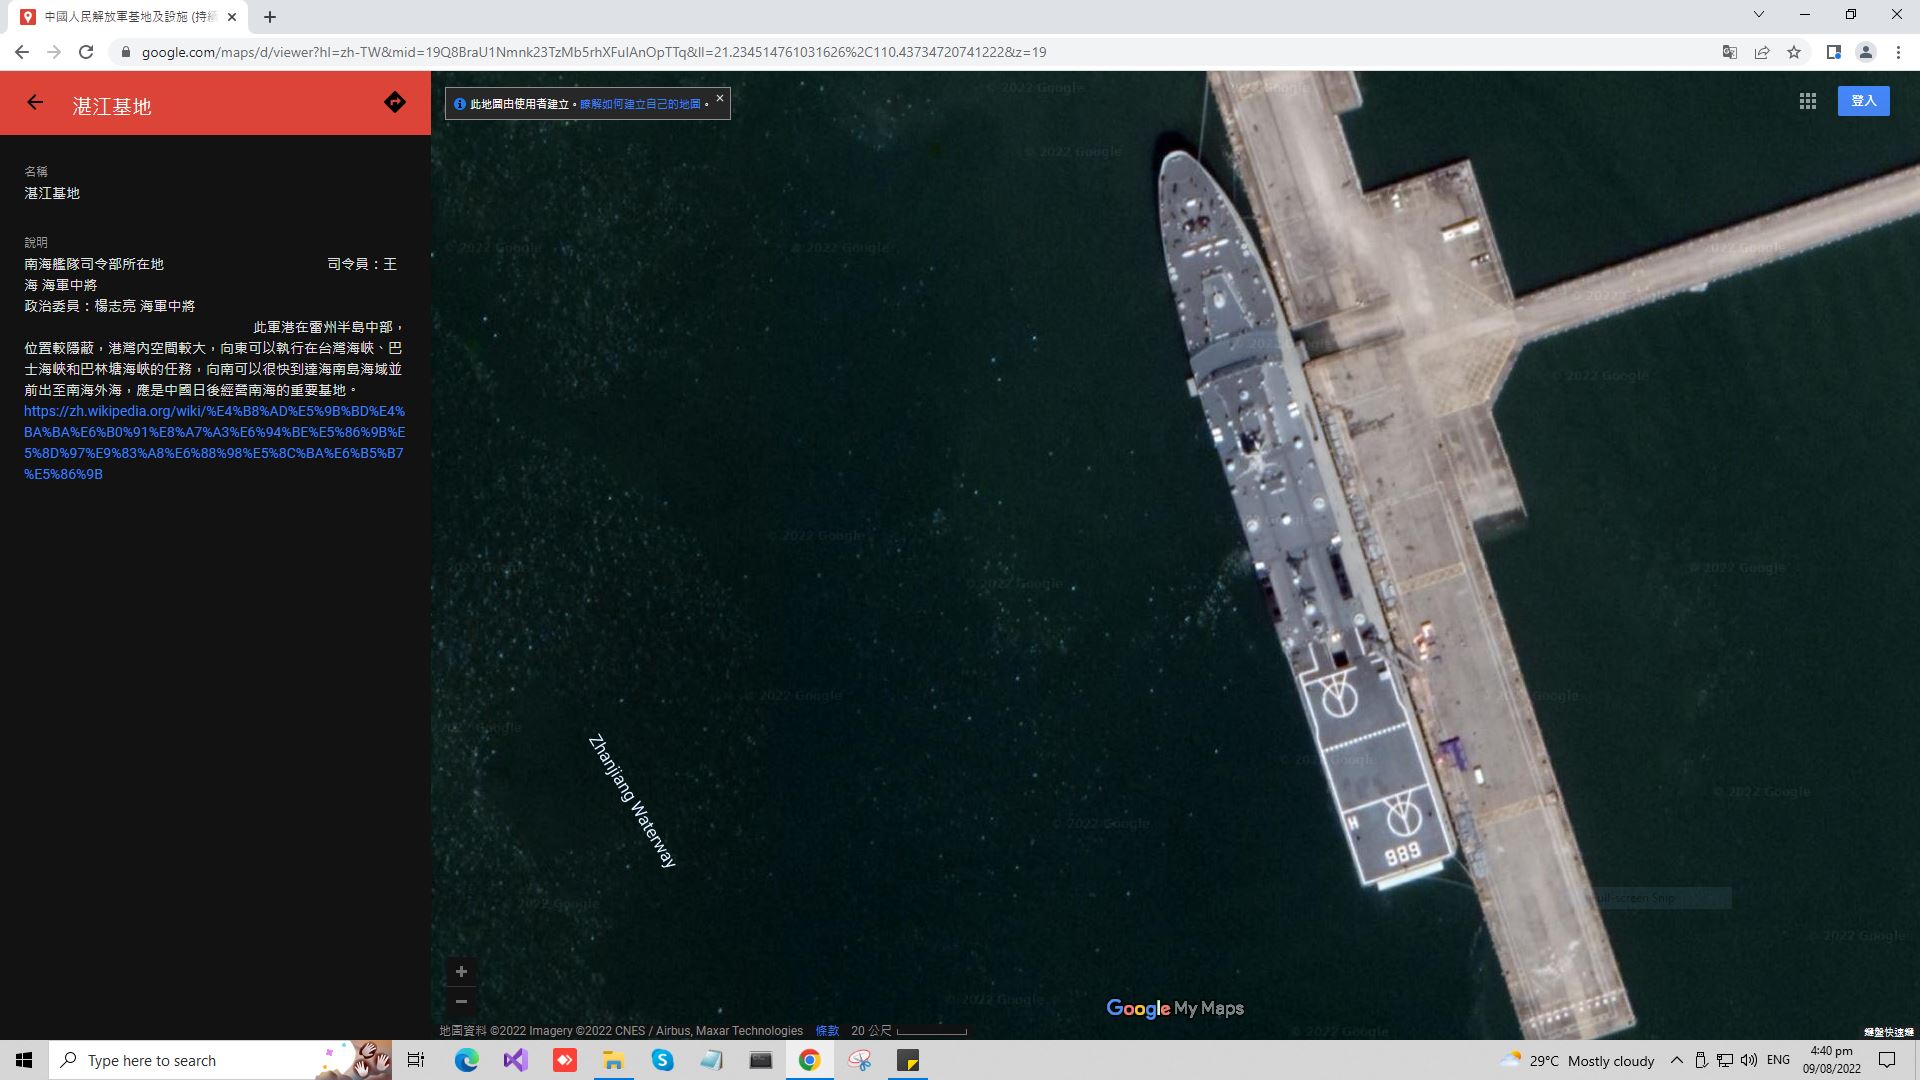 中國人民解放軍基地及設施 (持續
google.com/maps/d/viewer?hl=zh-TW&mid=19Q8BraU1Nmnk23TzMb5rhXFulAnOpTTq&ll=21.234514761031626%2C110.43734720741222&z=19
湛江基地
此地圖由使用者建立。瞭解如何建立自己的地圖。
登入
名稱
湛江基地
說明
南海艦隊司令部所在地 司令員：王
海 海軍中將
政治委員：楊志亮 海軍中將
此軍港在雷州半島中部，
位置較隱蔽，港灣內空間較大，向東可以執行在台灣海峽、巴
士海峽和巴林塘海峽的任務，向南可以很快到達海南島海域並
前出至南海外海，應是中國日後經營南海的重要基地。
https://zh.wikipedia.org/wiki/%E4%B8%AD%E5%9B%BD%E4%
BA%BA%E6%B0%91%E8%A7%A3%E6%94%BE%E5%86%9B%E
5%8D%97%E9%83%A8%E6%88%98%E5%8C%BA%E6%B5%B7
%E5%86%9B
© 2022 Google
Zhanjiang Waterway
H
989
Full-screen Snip
Google My Maps
地圖資料 ©2022 Imagery ©2022 CNES / Airbus, Maxar Technologies 條款 20 公尺
鍵盤快速鍵
Type here to search
29°C Mostly cloudy
ENG
4:40 pm
09/08/2022